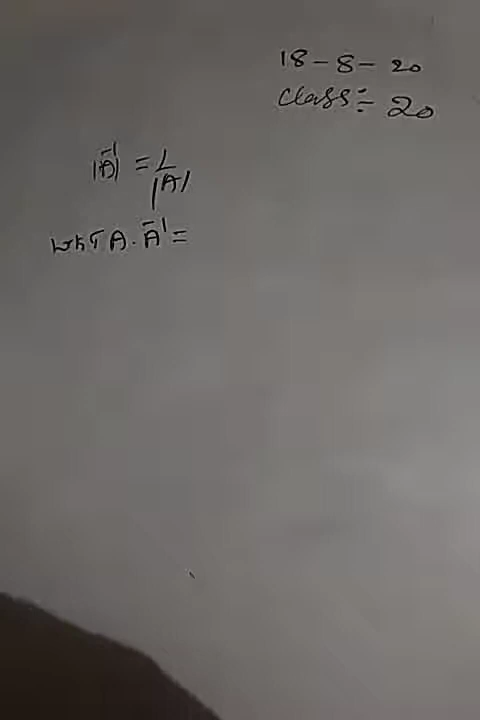 18-8-20
Class:- 20
|A⁻¹| = 1/|A|
WKT A. A⁻¹ =